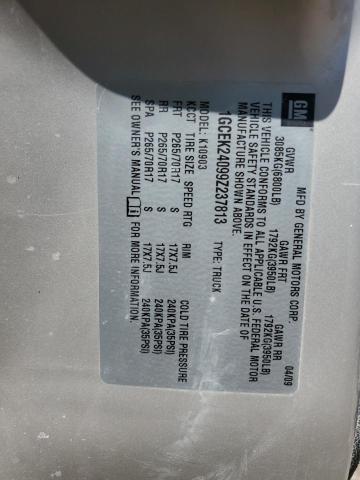 GM
MFD BY GENERAL MOTORS CORP. 04/09
GVWR GAWR FRT GAWR RR
3085KG(6800LB) 1792KG(3950LB) 1792KG(3950LB)
THIS VEHICLE CONFORMS TO ALL APPLICABLE U.S. FEDERAL MOTOR
VEHICLE SAFETY STANDARDS IN EFFECT ON THE DATE OF
MANUFACTURE SHOWN ABOVE.
1GCEK24099Z237813 TYPE: TRUCK
MODEL: K10903
KCCT TIRE SIZE SPEED RTG RIM COLD TIRE PRESSURE
FRT P265/70R17 S 17X7.5J 240KPA(35PSI)
RR P265/70R17 S 17X7.5J 240KPA(35PSI)
SPA P265/70R17 S 17X7.5J 240KPA(35PSI)
SEE OWNER'S MANUAL FOR MORE INFORMATION.